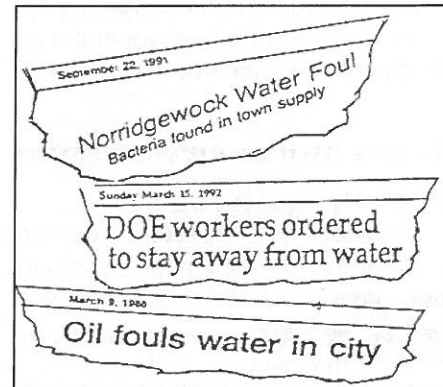 September 22, 1991
Norridgewock Water Foul
Bacteria found in town supply
Sunday March 15, 1992
DOE workers ordered
to stay away from water
March 9, 1988
Oil fouls water in city